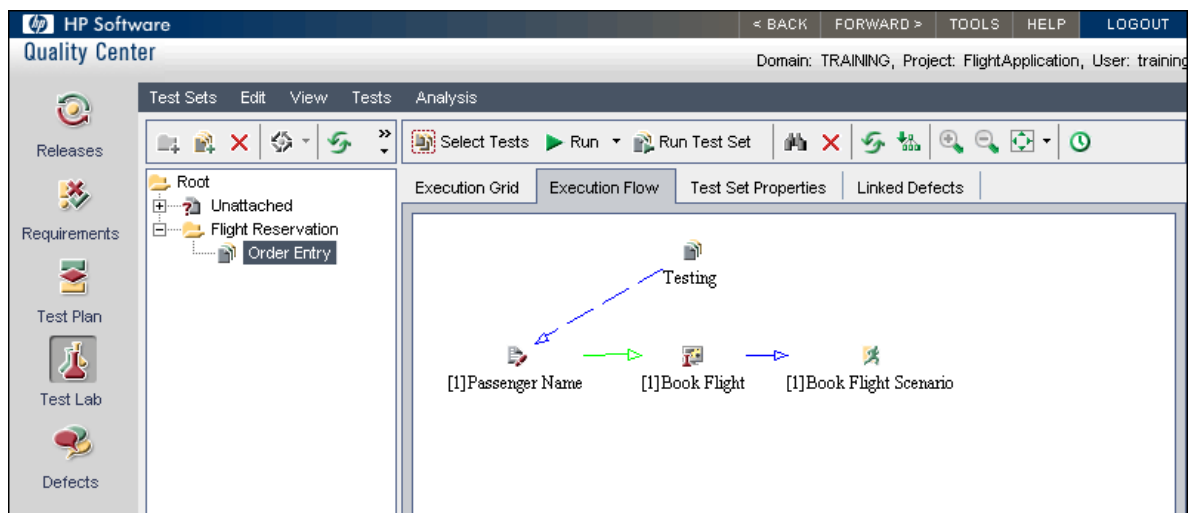 hp HP Software
< BACK FORWARD > TOOLS HELP LOGOUT
Quality Center
Domain: TRAINING, Project: FlightApplication, User: training
Releases
Requirements
Test Plan
Test Lab
Defects
Test Sets Edit View Tests Analysis
Select Tests Run Run Test Set
Root
Unattached
Flight Reservation
Order Entry
Execution Grid Execution Flow Test Set Properties Linked Defects
Testing
[1]Passenger Name [1]Book Flight [1]Book Flight Scenario